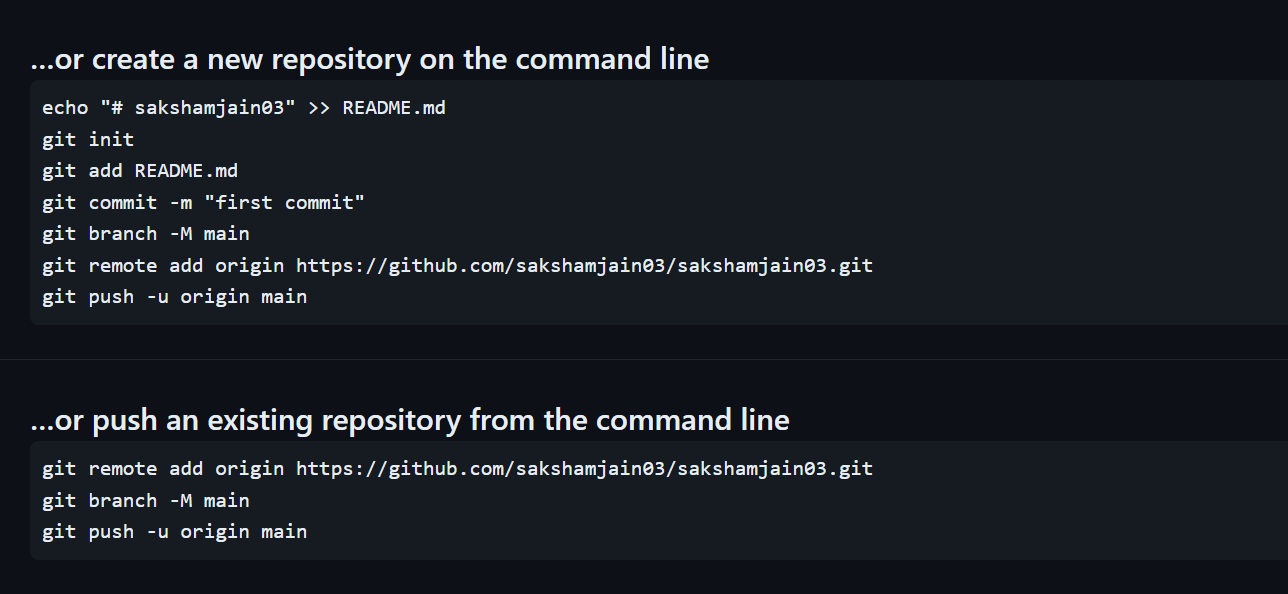 ...or create a new repository on the command line
echo "# sakshamjain03" >> README.md
git init
git add README.md
git commit -m "first commit"
git branch -M main
git remote add origin https://github.com/sakshamjain03/sakshamjain03.git
git push -u origin main
...or push an existing repository from the command line
git remote add origin https://github.com/sakshamjain03/sakshamjain03.git
git branch -M main
git push -u origin main